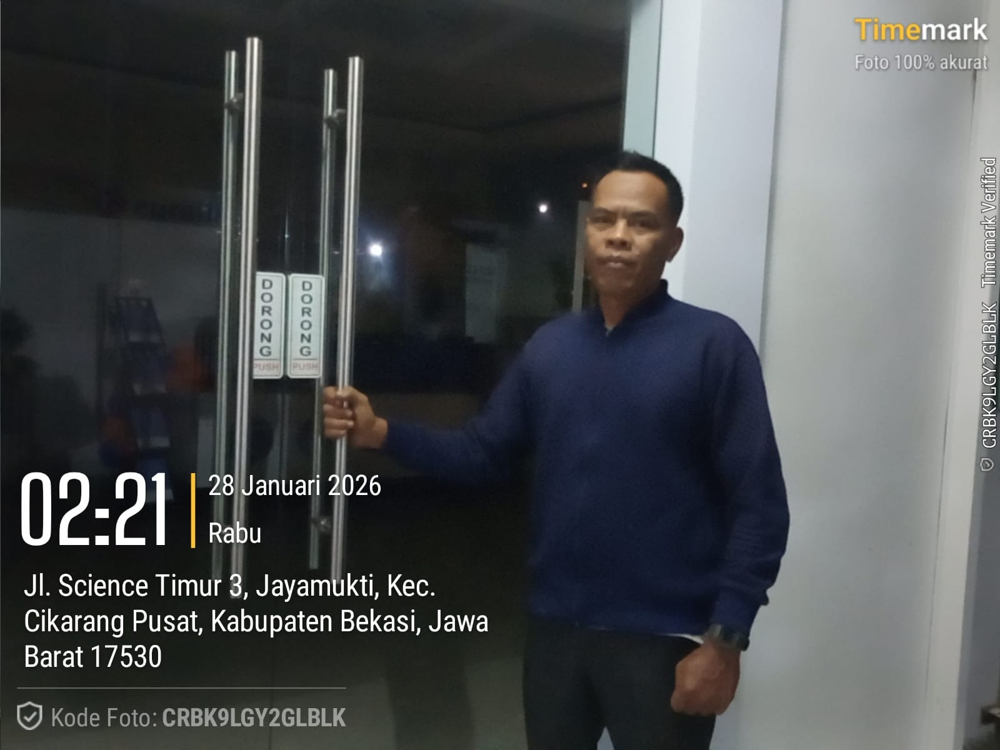 Timemark
Foto 100% akurat
DORONG
PUSH
DORONG
PUSH
02:21
28 Januari 2026
Rabu
Jl. Science Timur 3, Jayamukti, Kec.
Cikarang Pusat, Kabupaten Bekasi, Jawa
Barat 17530
Kode Foto: CRBK9LGY2GLBLK
CRBK9LGY2GLBLK Timemark Verified